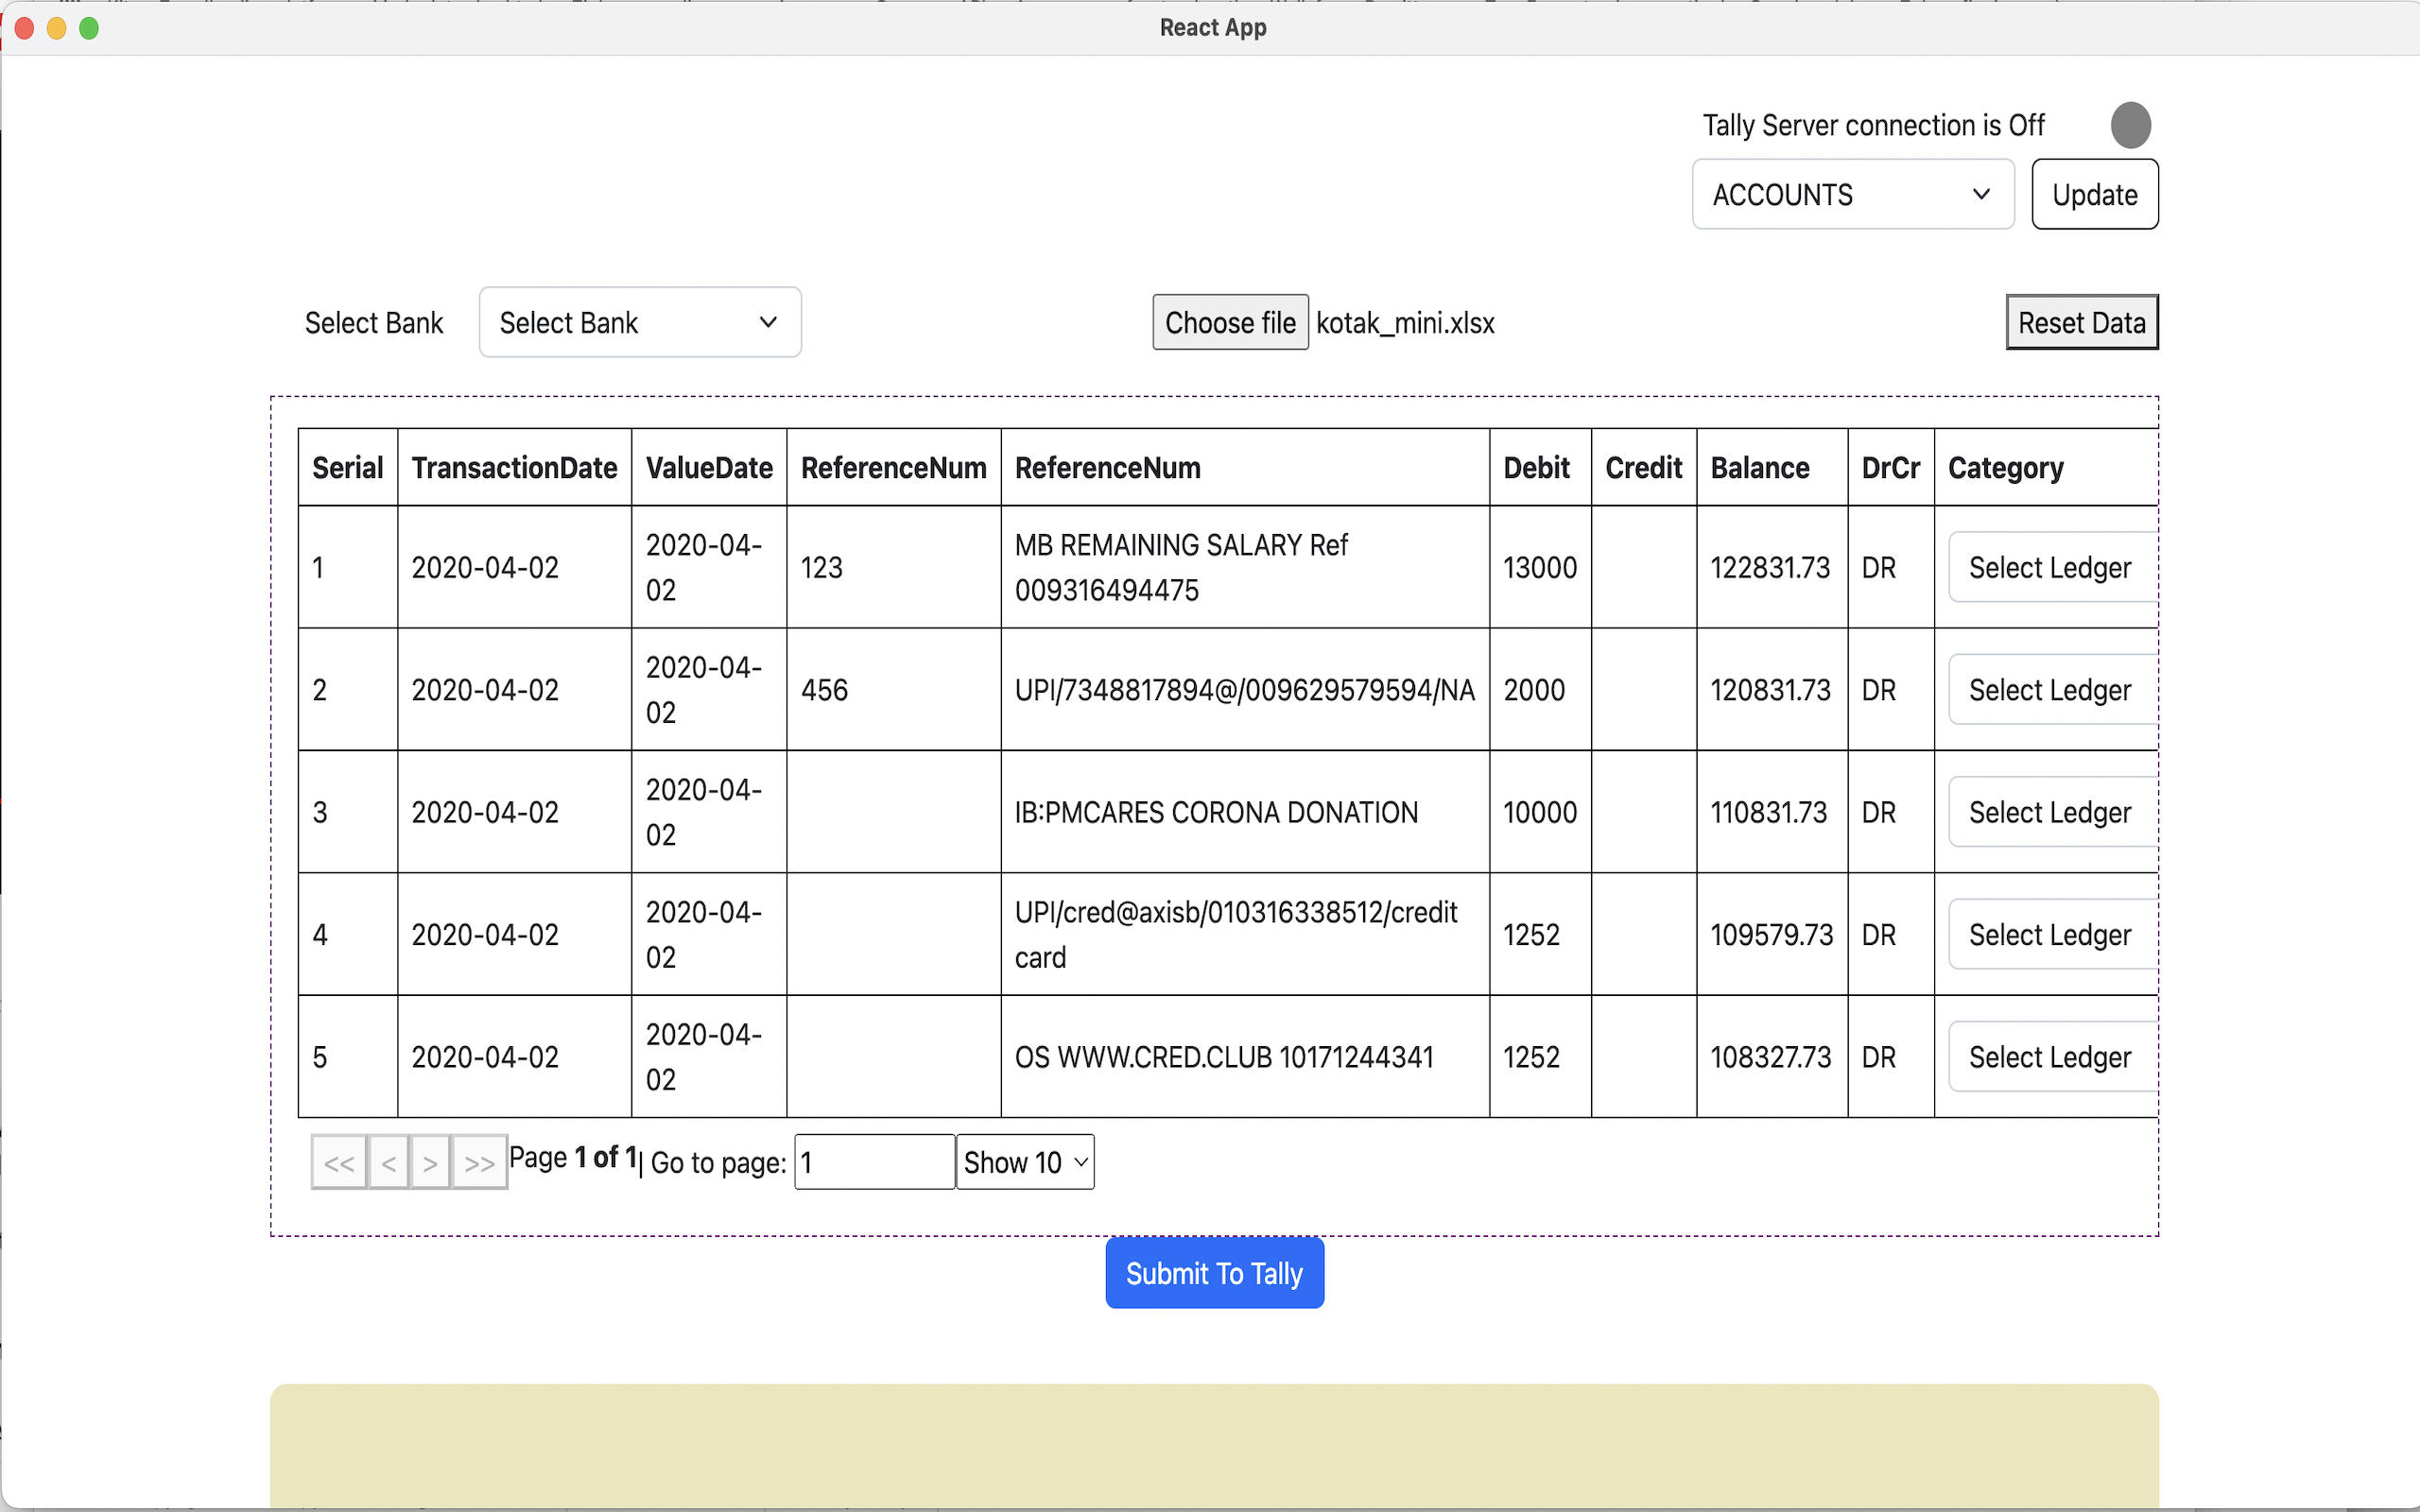 React App
Tally Server connection is Off
ACCOUNTS Update
Select Bank Select Bank Choose file kotak_mini.xlsx Reset Data
Serial TransactionDate ValueDate ReferenceNum ReferenceNum Debit Credit Balance DrCr Category
1 2020-04-02 2020-04-02 123 MB REMAINING SALARY Ref 009316494475 13000 122831.73 DR Select Ledger
2 2020-04-02 2020-04-02 456 UPI/7348817894@/009629579594/NA 2000 120831.73 DR Select Ledger
3 2020-04-02 2020-04-02 IB:PMCARES CORONA DONATION 10000 110831.73 DR Select Ledger
4 2020-04-02 2020-04-02 UPI/cred@axisb/010316338512/credit card 1252 109579.73 DR Select Ledger
5 2020-04-02 2020-04-02 OS WWW.CRED.CLUB 10171244341 1252 108327.73 DR Select Ledger
<< < > >> Page 1 of 1 | Go to page: 1 Show 10
Submit To Tally